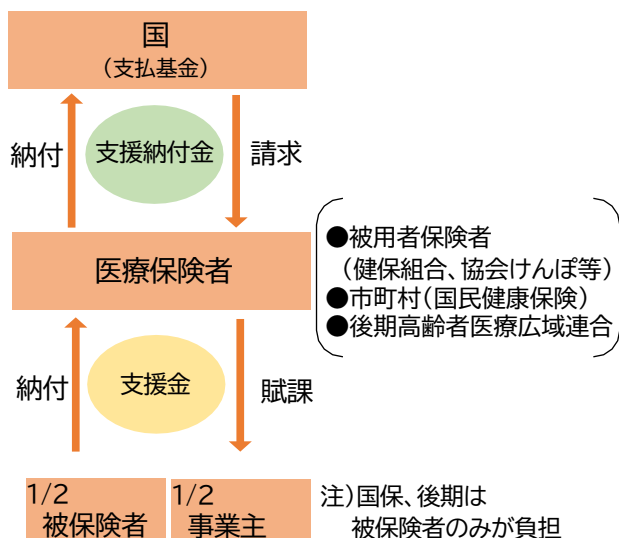 国
(支払基金)
納付
支援納付金
請求
医療保険者
●被用者保険者
（健保組合、協会けんぽ等）
●市町村（国民健康保険）
●後期高齢者医療広域連合
納付
支援金
賦課
1/2
被保険者
1/2
事業主
注）国保、後期は
被保険者のみが負担